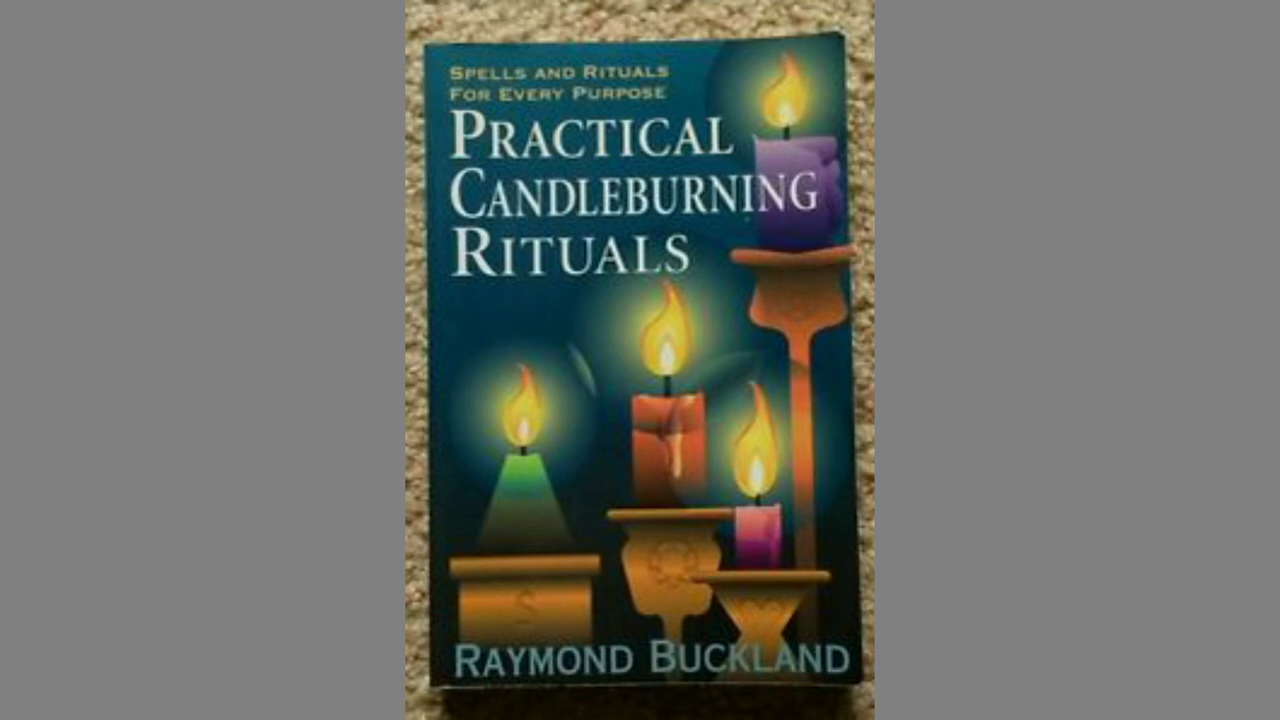 SPELLS AND RITUALS
FOR EVERY PURPOSE
PRACTICAL
CANDLEBURNING
RITUALS
RAYMOND BUCKLAND